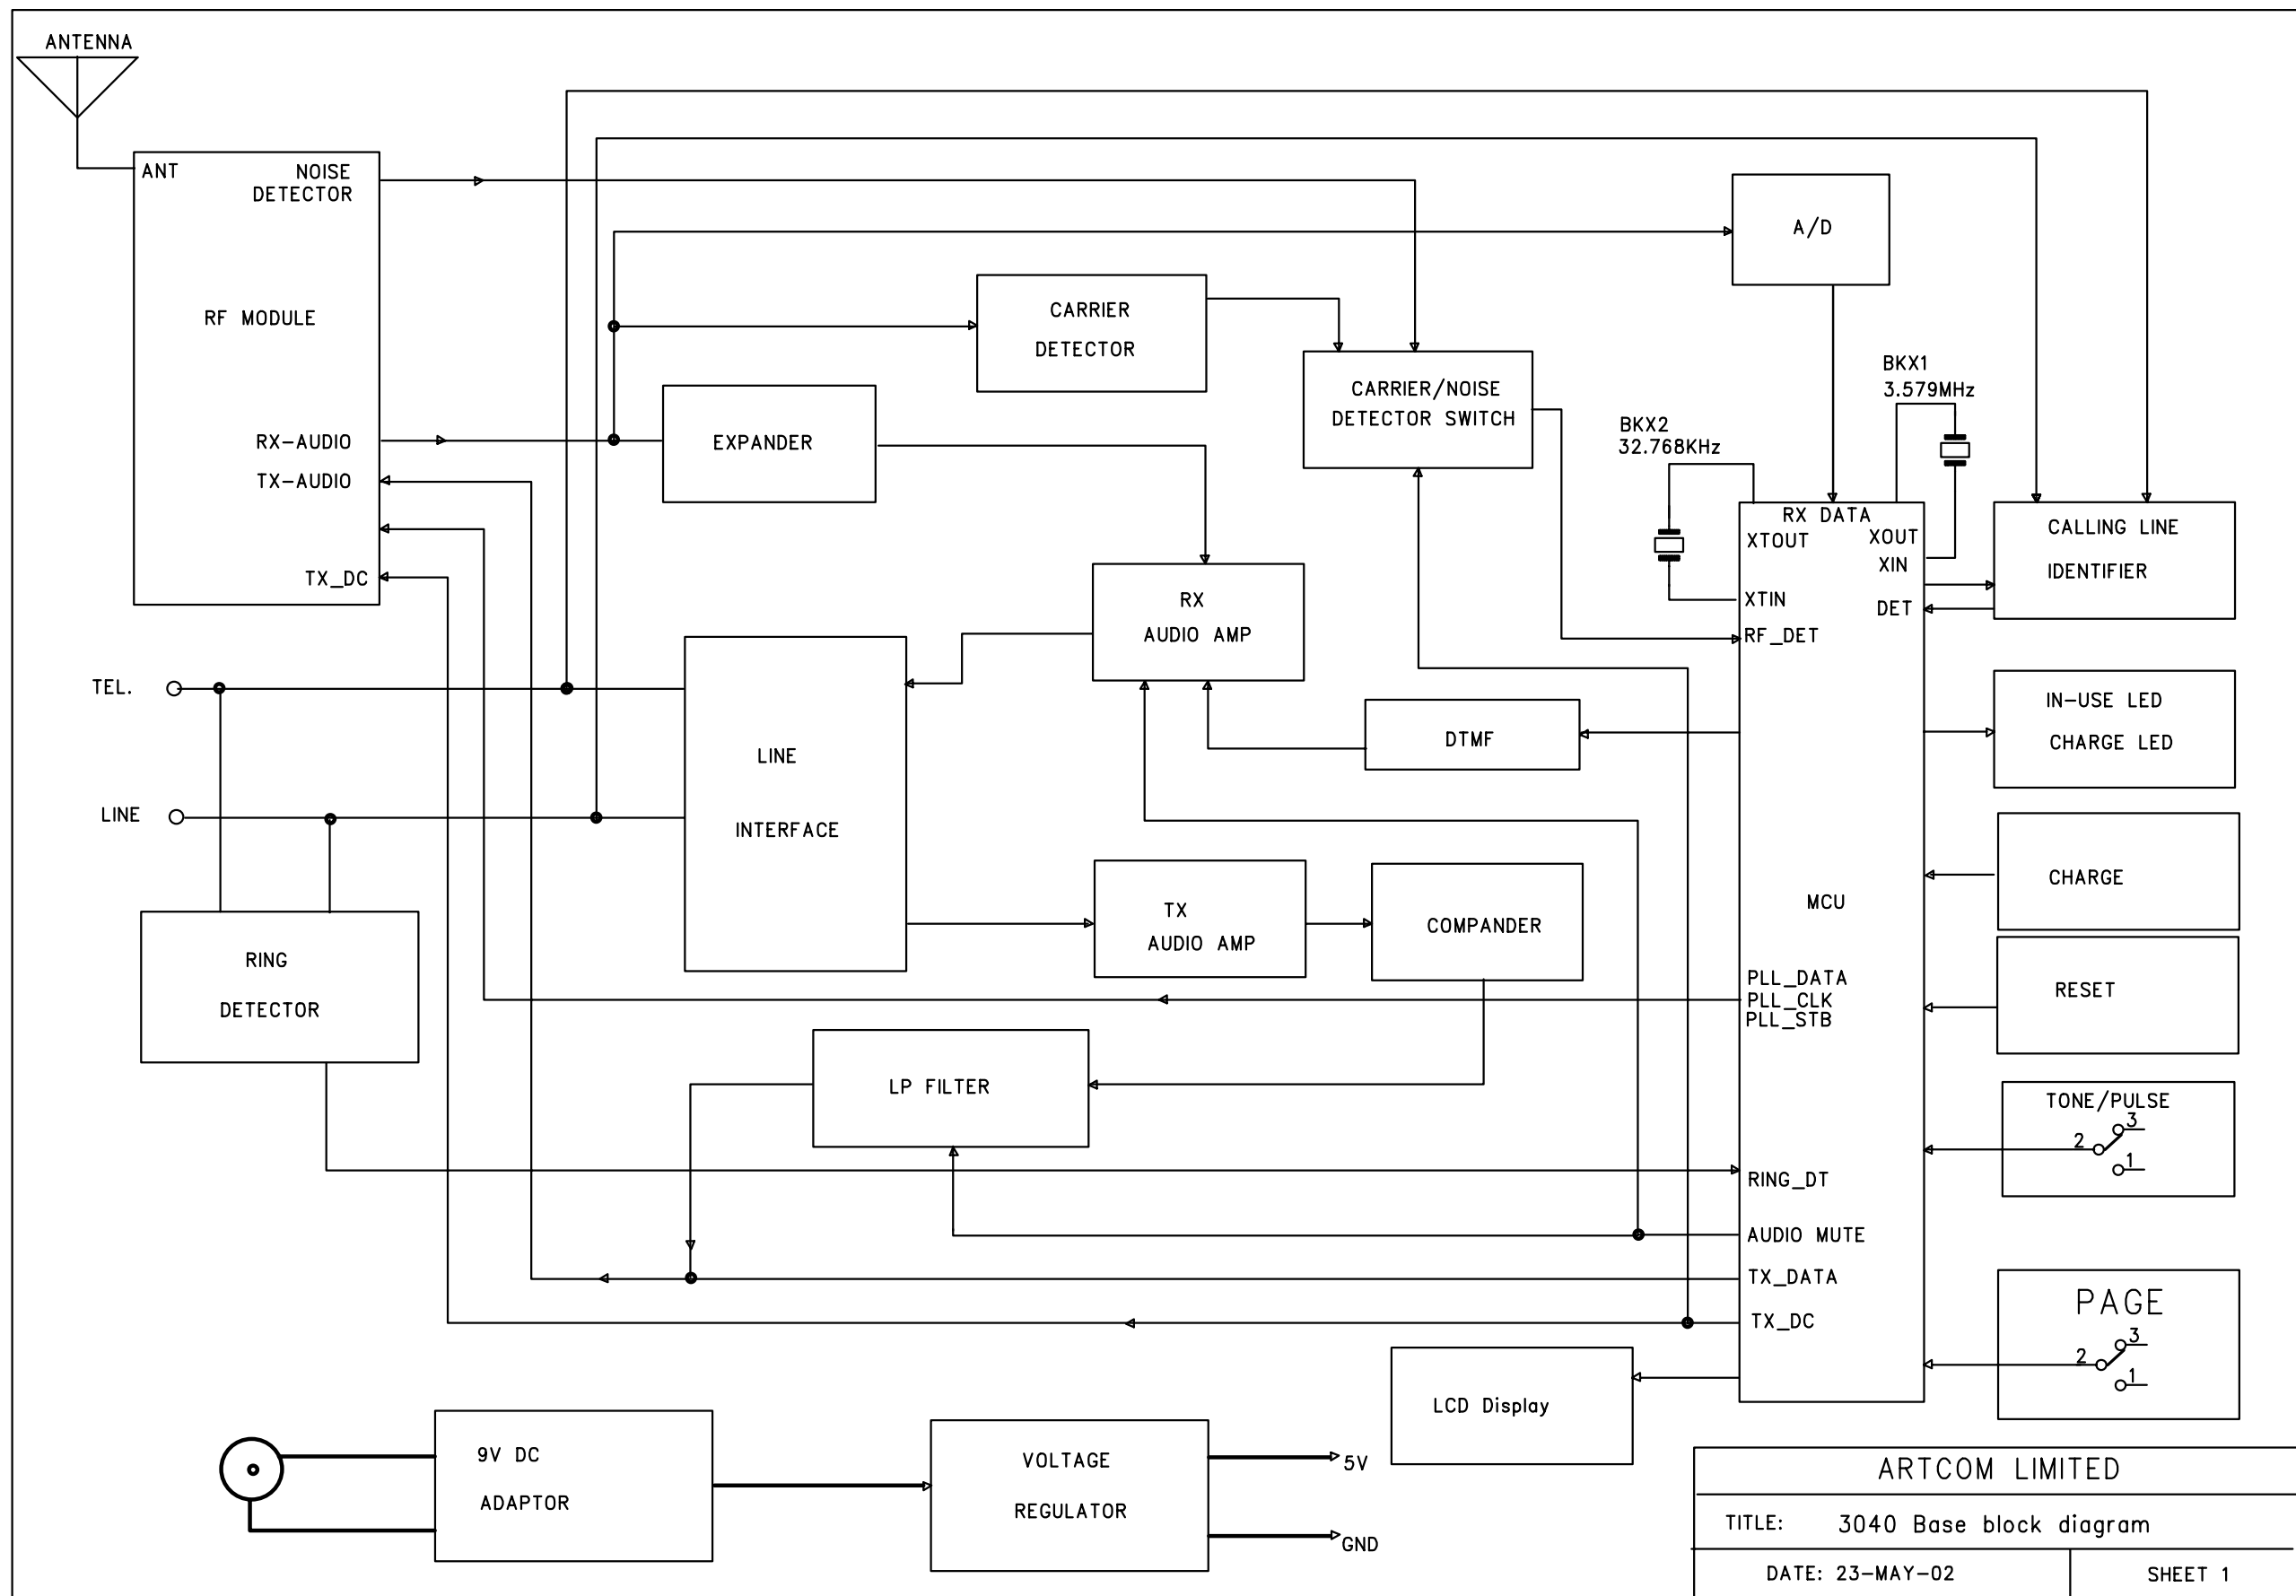 ANTENNA
ANT
NOISE
DETECTOR
RF MODULE
RX-AUDIO
TX-AUDIO
TX_DC
A/D
CARRIER
DETECTOR
CARRIER/NOISE
DETECTOR SWITCH
EXPANDER
BKX1
3.579MHz
BKX2
32.768KHz
RX DATA
XTOUT
XOUT
XIN
XTIN
DET
RF_DET
CALLING LINE
IDENTIFIER
RX
AUDIO AMP
TEL.
LINE
LINE
INTERFACE
DTMF
IN-USE LED
CHARGE LED
CHARGE
MCU
TX
AUDIO AMP
COMPANDER
RING
DETECTOR
PLL_DATA
PLL_CLK
PLL_STB
RESET
LP FILTER
TONE/PULSE
3
2
1
RING_DT
AUDIO MUTE
TX_DATA
TX_DC
PAGE
3
2
1
LCD Display
9V DC
ADAPTOR
VOLTAGE
REGULATOR
5V
GND
ARTCOM LIMITED
TITLE: 3040 Base block diagram
DATE: 23-MAY-02 SHEET 1